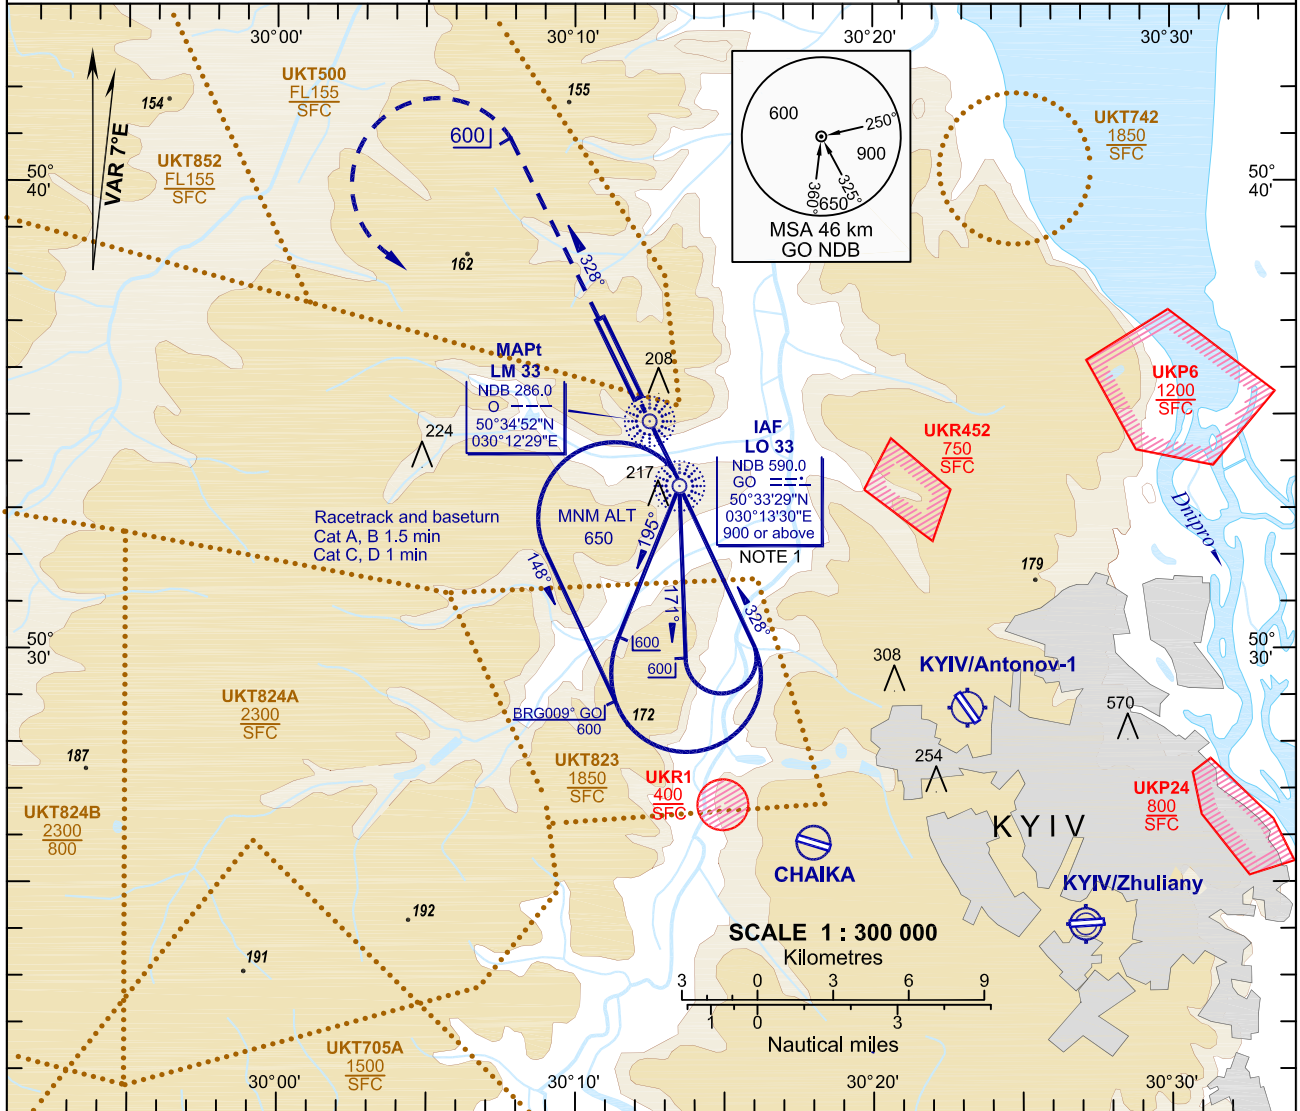 30°00'
30°10'
30°20'
30°30'
VAR 7°E
154
UKT500
FL155
SFC
155
600
600
250°
900
360°
650
325°
MSA 46 km
GO NDB
UKT742
1850
SFC
50°
40'
50°
40'
UKT852
FL155
SFC
162
328°
MAPt
LM 33
NDB 286.0
O
50°34'52"N
030°12'29"E
208
224
217
IAF
LO 33
NDB 590.0
GO
50°33'29"N
030°13'30"E
900 or above
NOTE 1
UKR452
750
SFC
UKP6
1200
SFC
Dnipro
Racetrack and baseturn
Cat A, B 1.5 min
Cat C, D 1 min
MNM ALT
650
195°
148°
171°
328°
179
600
600
BRG009° GO
600
172
50°
30'
308
KYIV/Antonov-1
570
254
UKT824A
2300
SFC
187
UKT824B
2300
800
UKT823
1850
SFC
UKR1
400
SFC
UKP24
800
SFC
KYIV
CHAIKA
KYIV/Zhuliany
192
191
SCALE 1 : 300 000
Kilometres
3 0 3 6 9
1 0 3
Nautical miles
UKT705A
1500
SFC
50°
30'
30°00'
30°10'
30°20'
30°30'